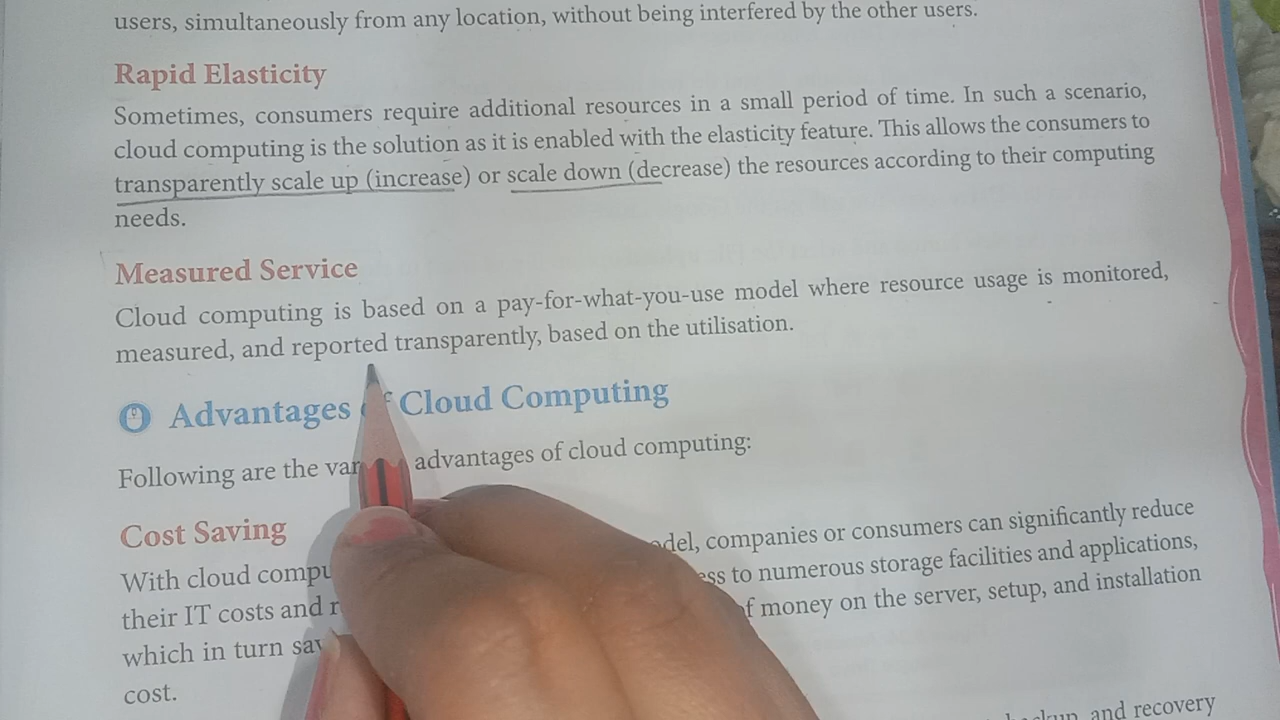 users, simultaneously from any location, without being interfered by the other users.
Rapid Elasticity
Sometimes, consumers require additional resources in a small period of time. In such a scenario,
cloud computing is the solution as it is enabled with the elasticity feature. This allows the consumers to
transparently scale up (increase) or scale down (decrease) the resources according to their computing
needs.
Measured Service
Cloud computing is based on a pay-for-what-you-use model where resource usage is monitored,
measured, and reported transparently, based on the utilisation.
Advantages Cloud Computing
Following are the advantages of cloud computing:
Cost Saving
With cloud companies or consumers can significantly reduce
their IT costs and to numerous storage facilities and applications,
which in turn money on the server, setup, and installation
cost.
and recovery